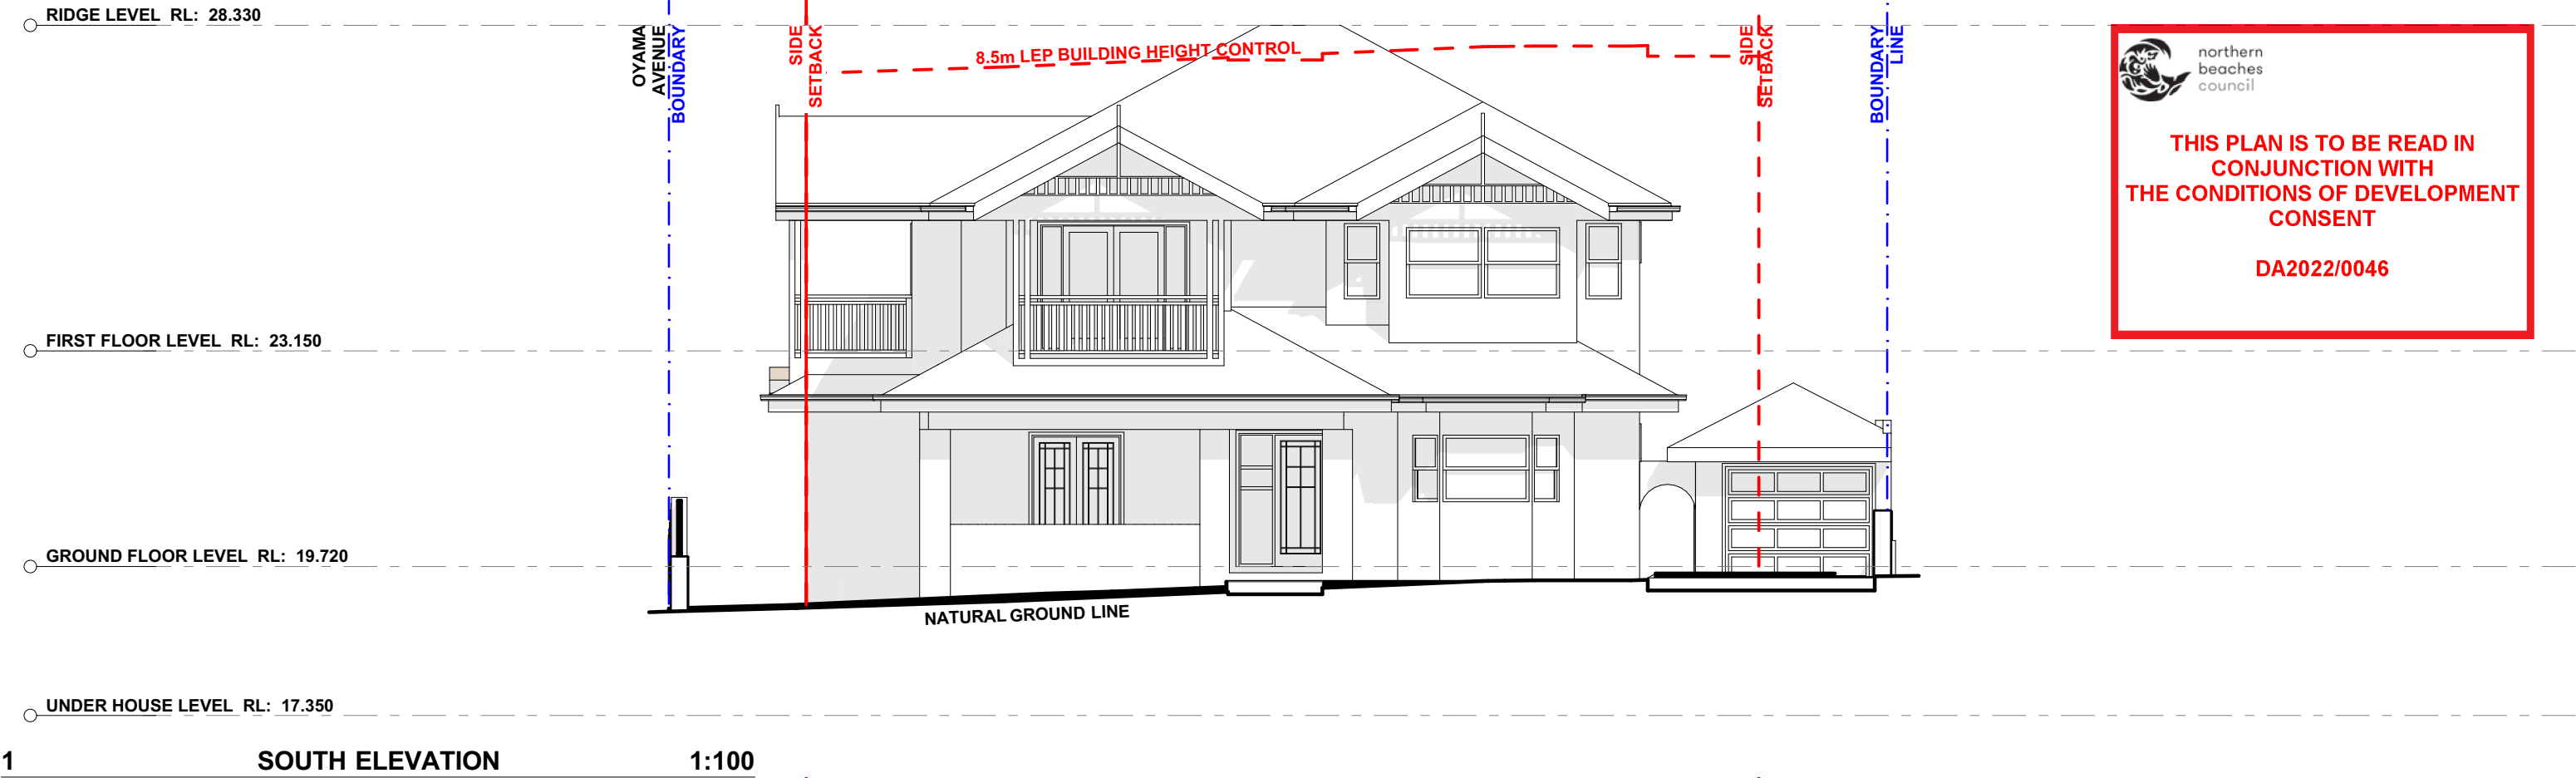 RIDGE LEVEL RL: 28.330
OYAMA
AVENUE
BOUNDARY
SIDE
SETBACK
8.5m LEP BUILDING HEIGHT CONTROL
SIDE
SETBACK
BOUNDARY
LINE
northern
beaches
council
THIS PLAN IS TO BE READ IN
CONJUNCTION WITH
THE CONDITIONS OF DEVELOPMENT
CONSENT
DA2022/0046
FIRST FLOOR LEVEL RL: 23.150
GROUND FLOOR LEVEL RL: 19.720
NATURAL GROUND LINE
UNDER HOUSE LEVEL RL: 17.350
1 SOUTH ELEVATION 1:100